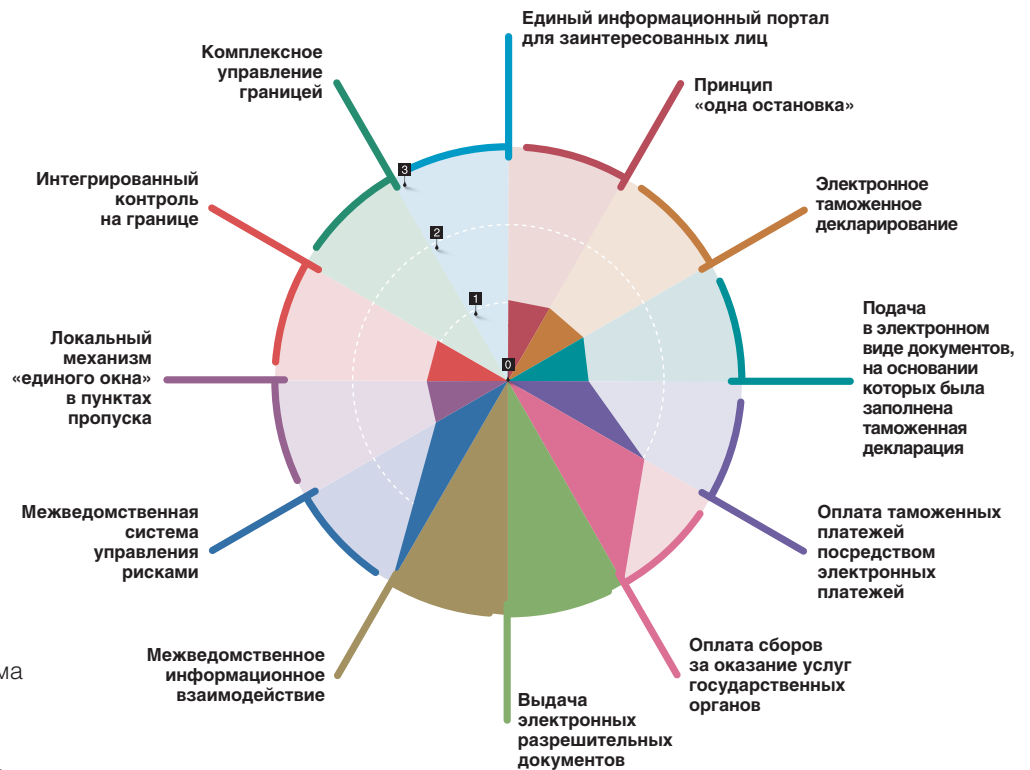 Единый информационный портал
для заинтересованных лиц
Принцип
«одна остановка»
Электронное
таможенное
декларирование
Подача
в электронном
виде документов,
на основании
которых была
заполнена
таможенная
декларация
Оплата таможенных
платежей
посредством
электронных
платежей
Оплата сборов
за оказание услуг
государственных
органов
Выдача
электронных
разрешительных
документов
Межведомственное
информационное
взаимодействие
Межведомственная
система
управления
рисками
Локальный
механизм
«единого окна»
в пунктах
пропуска
Интегрированный
контроль
на границе
Комплексное
управление
границей
3
2
1
0
ма